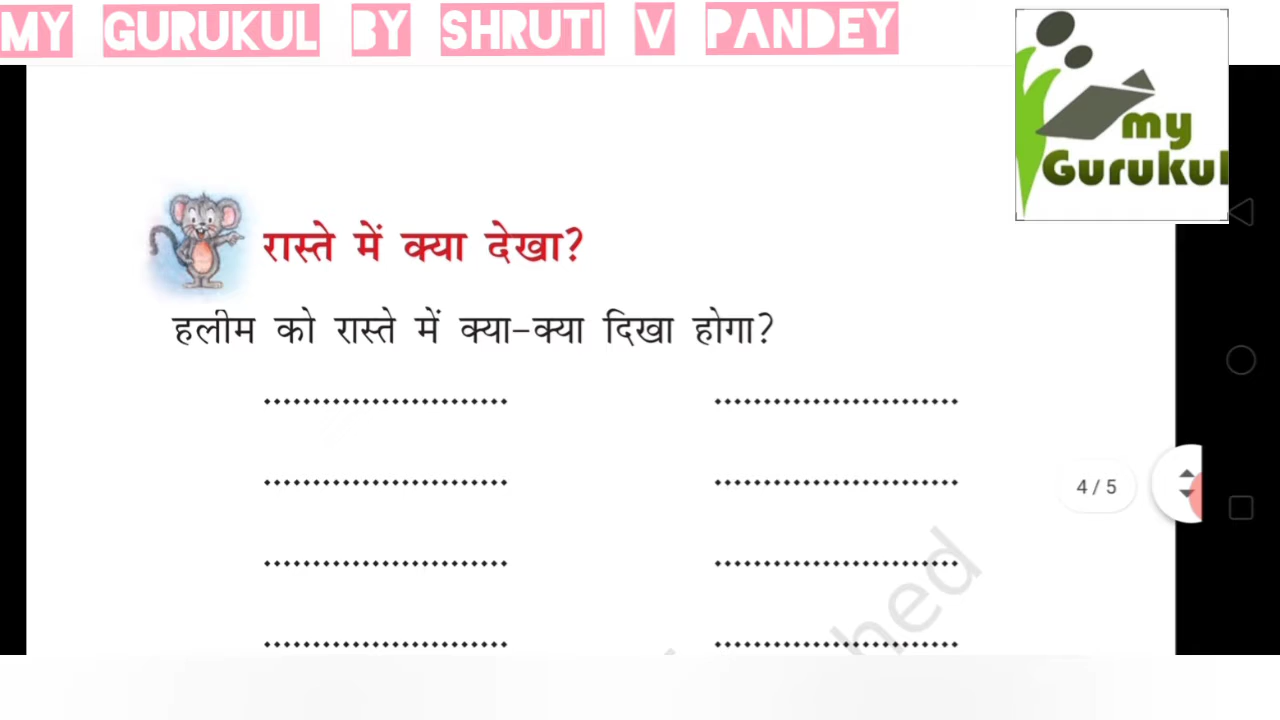 MY GURUKUL BY SHRUTI V PANDEY
my
Gurukul
रास्ते में क्या देखा?
हलीम को रास्ते में क्या–क्या दिखा होगा?
........................ ........................
........................ ........................
4 / 5
........................ ........................
........................ ........................